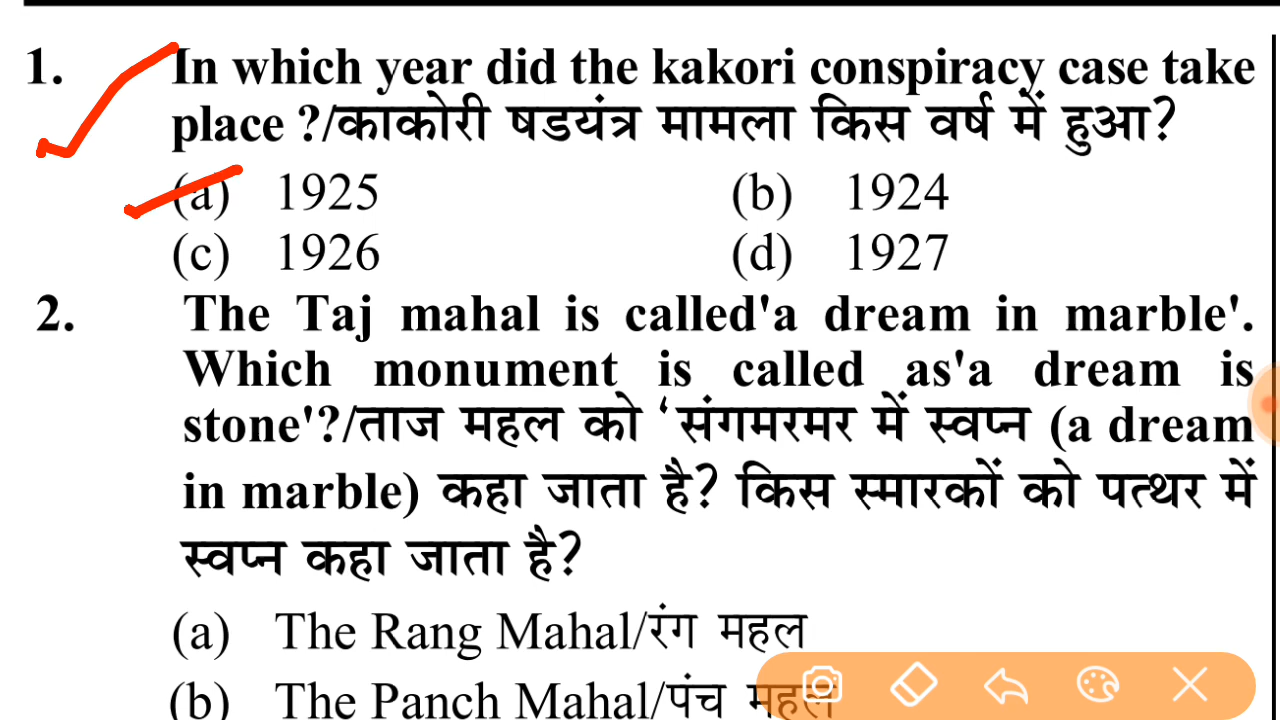 1. In which year did the kakori conspiracy case take
place ?/काकोरी षडयंत्र मामला किस वर्ष में हुआ?
(a) 1925 (b) 1924
(c) 1926 (d) 1927
2. The Taj mahal is called'a dream in marble'.
Which monument is called as'a dream is
stone'?/ताज महल को ‘संगमरमर में स्वप्न (a dream
in marble) कहा जाता है? किस स्मारकों को पत्थर में
स्वप्न कहा जाता है?
(a) The Rang Mahal/रंग महल
(b) The Panch Mahal/पंच महल